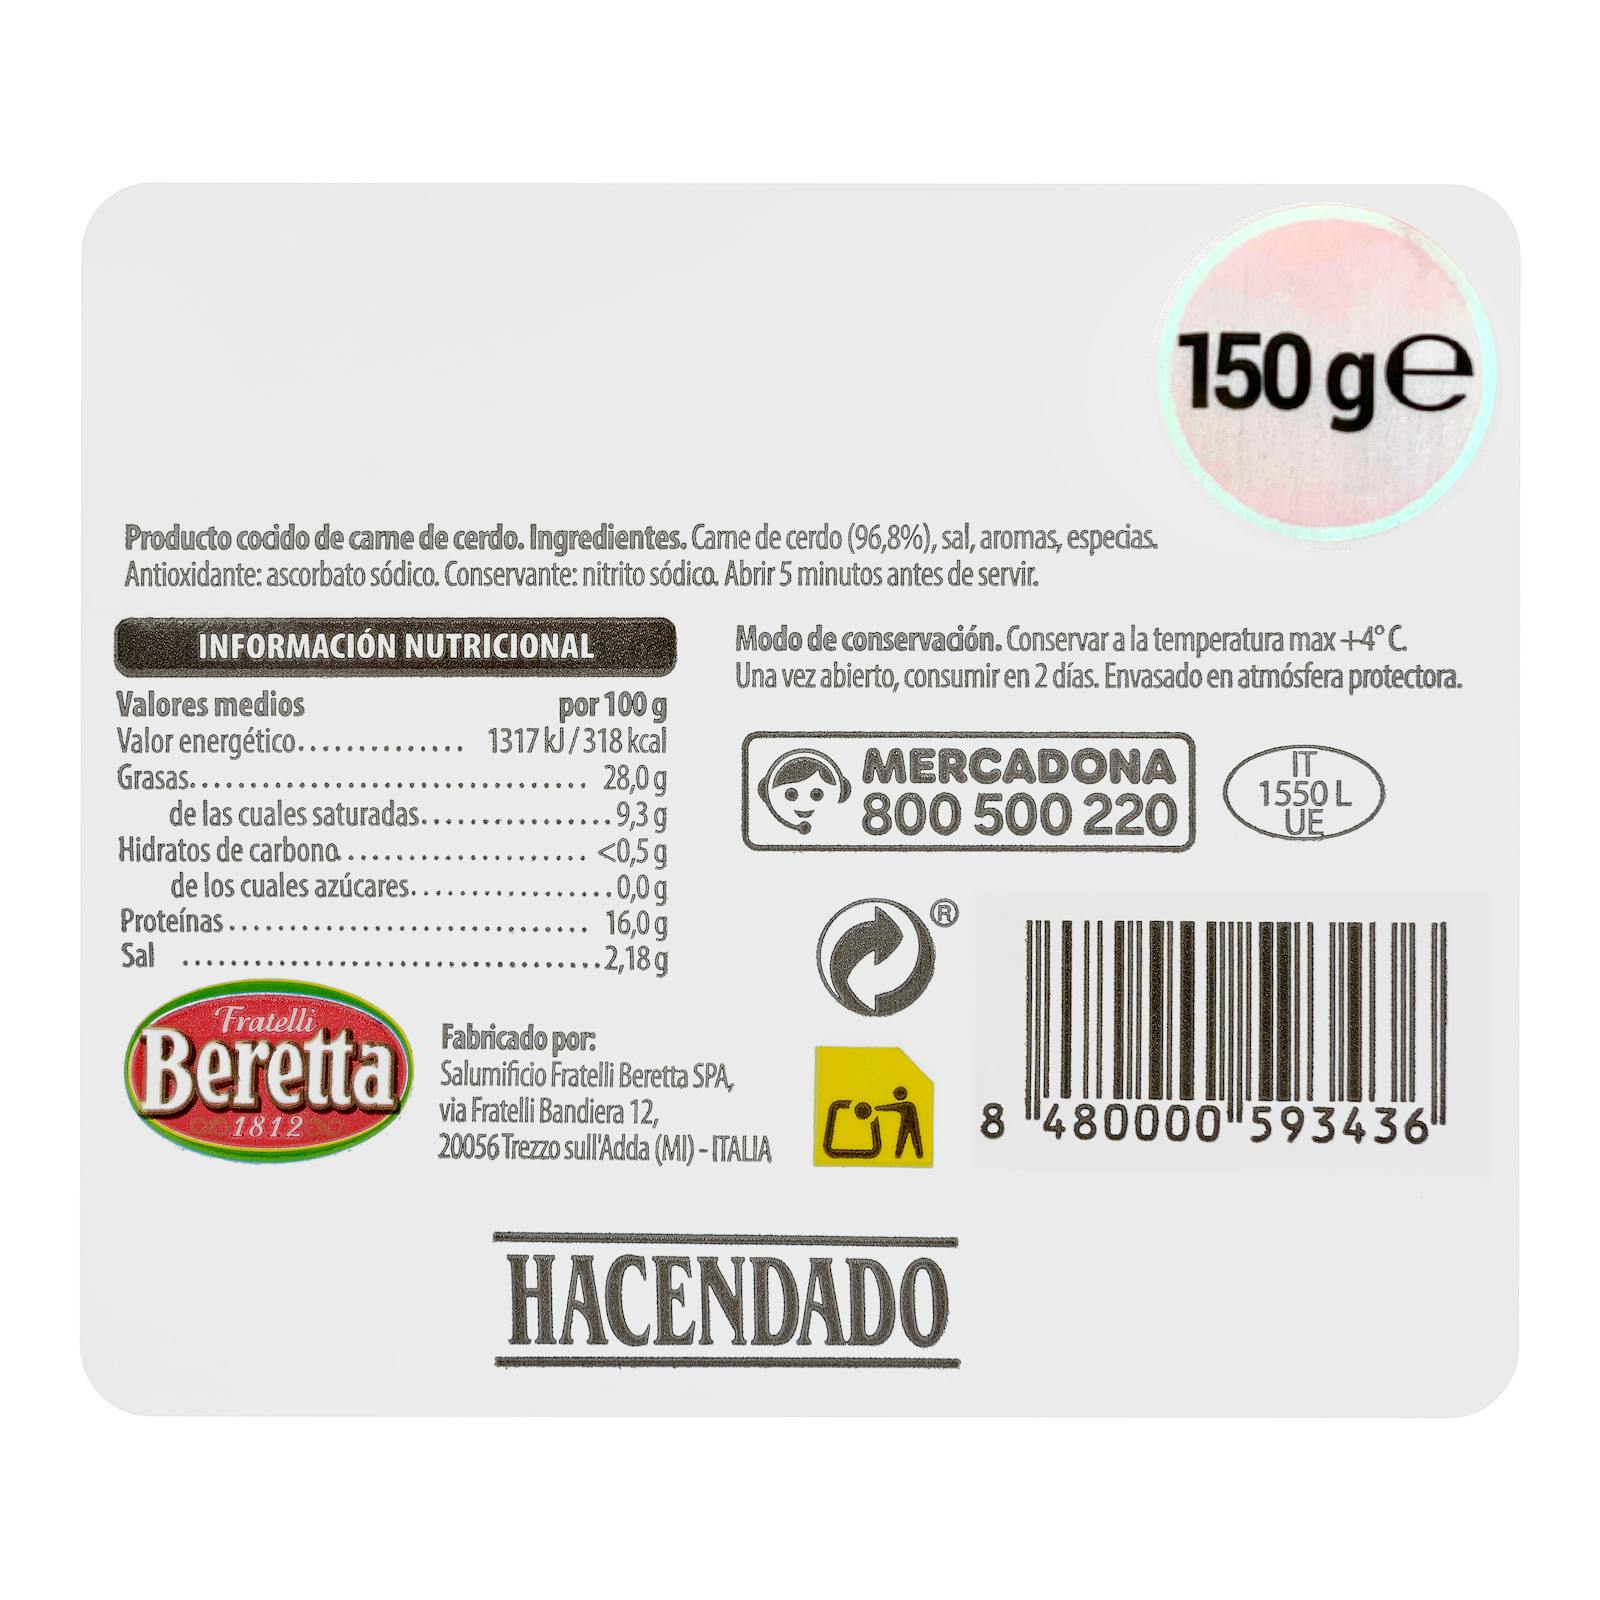 150 g e
Producto cocido de carne de cerdo. Ingredientes. Carne de cerdo (96,8%), sal, aromas, especias.
Antioxidante: ascorbato sódico. Conservante: nitrito sódico. Abrir 5 minutos antes de servir.
INFORMACIÓN NUTRICIONAL
Valores medios por 100 g
Valor energético............... 1317 kJ / 318 kcal
Grasas.................................. 28,0 g
de las cuales saturadas................ 9,3 g
Hidratos de carbono....................... <0,5 g
de los cuales azúcares..................0,0 g
Proteínas.................................. 16,0 g
Sal .......................................2,18 g
Modo de conservación. Conservar a la temperatura max +4° C.
Una vez abierto, consumir en 2 días. Envasado en atmósfera protectora.
MERCADONA
800 500 220
IT
1550 L
UE
®
Fratelli
Beretta
1812
Fabricado por:
Salumificio Fratelli Beretta SPA,
via Fratelli Bandiera 12,
20056 Trezzo sull'Adda (MI) - ITALIA
8 480000 593436
HACENDADO